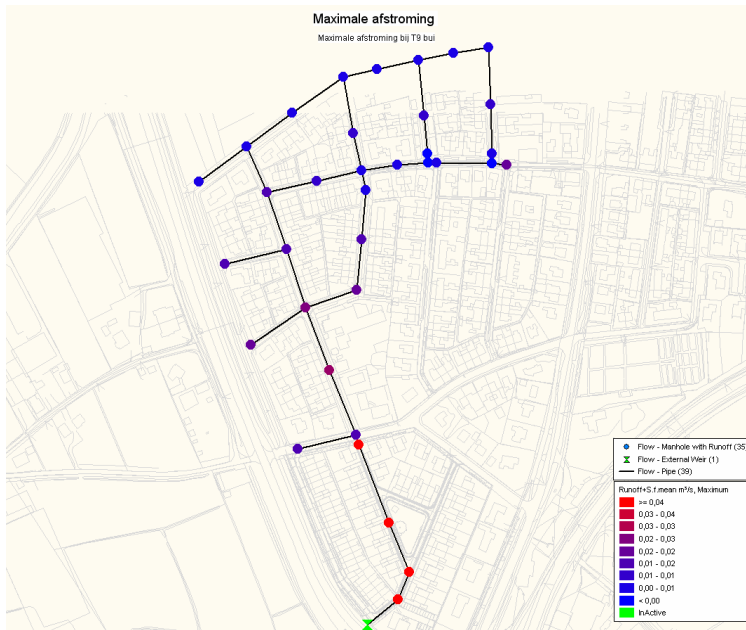 Maximale afstroming
Maximale afstroming bij T9 bui
Flow - Manhole with Runoff (35)
Flow - External Weir (1)
Flow - Pipe (39)
Runoff+S.f.mean m³/s, Maximum
>= 0,04
0,03 - 0,04
0,03 - 0,03
0,02 - 0,03
0,02 - 0,02
0,01 - 0,02
0,01 - 0,01
0,00 - 0,01
< 0,00
InActive